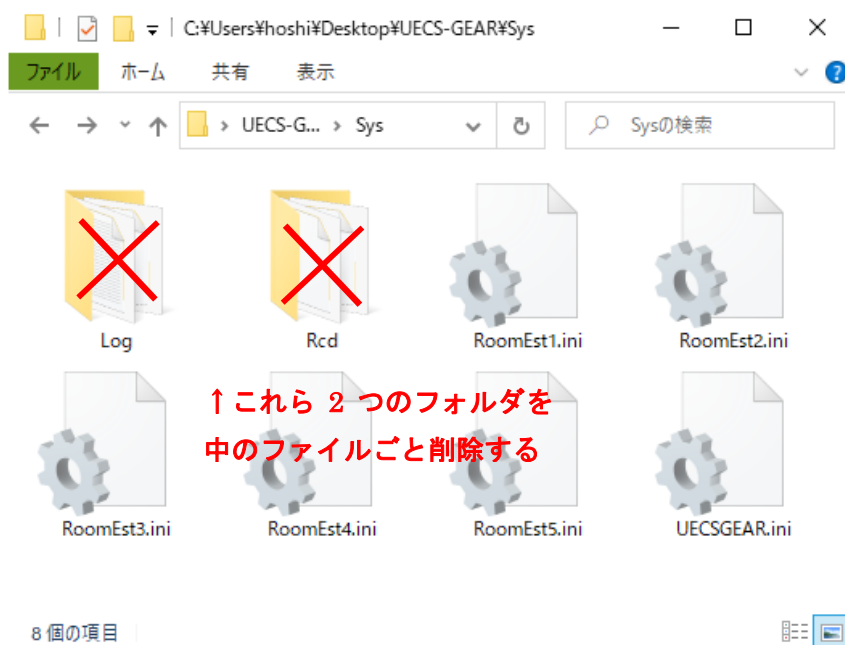 C:¥Users¥hoshi¥Desktop¥UECS-GEAR¥Sys
ファイル ホーム 共有 表示
UECS-G... Sys Sysの検索
Log Rcd RoomEst1.ini RoomEst2.ini
↑これら 2 つのフォルダを
中のファイルごと削除する
RoomEst3.ini RoomEst4.ini RoomEst5.ini UECSGEAR.ini
8 個の項目